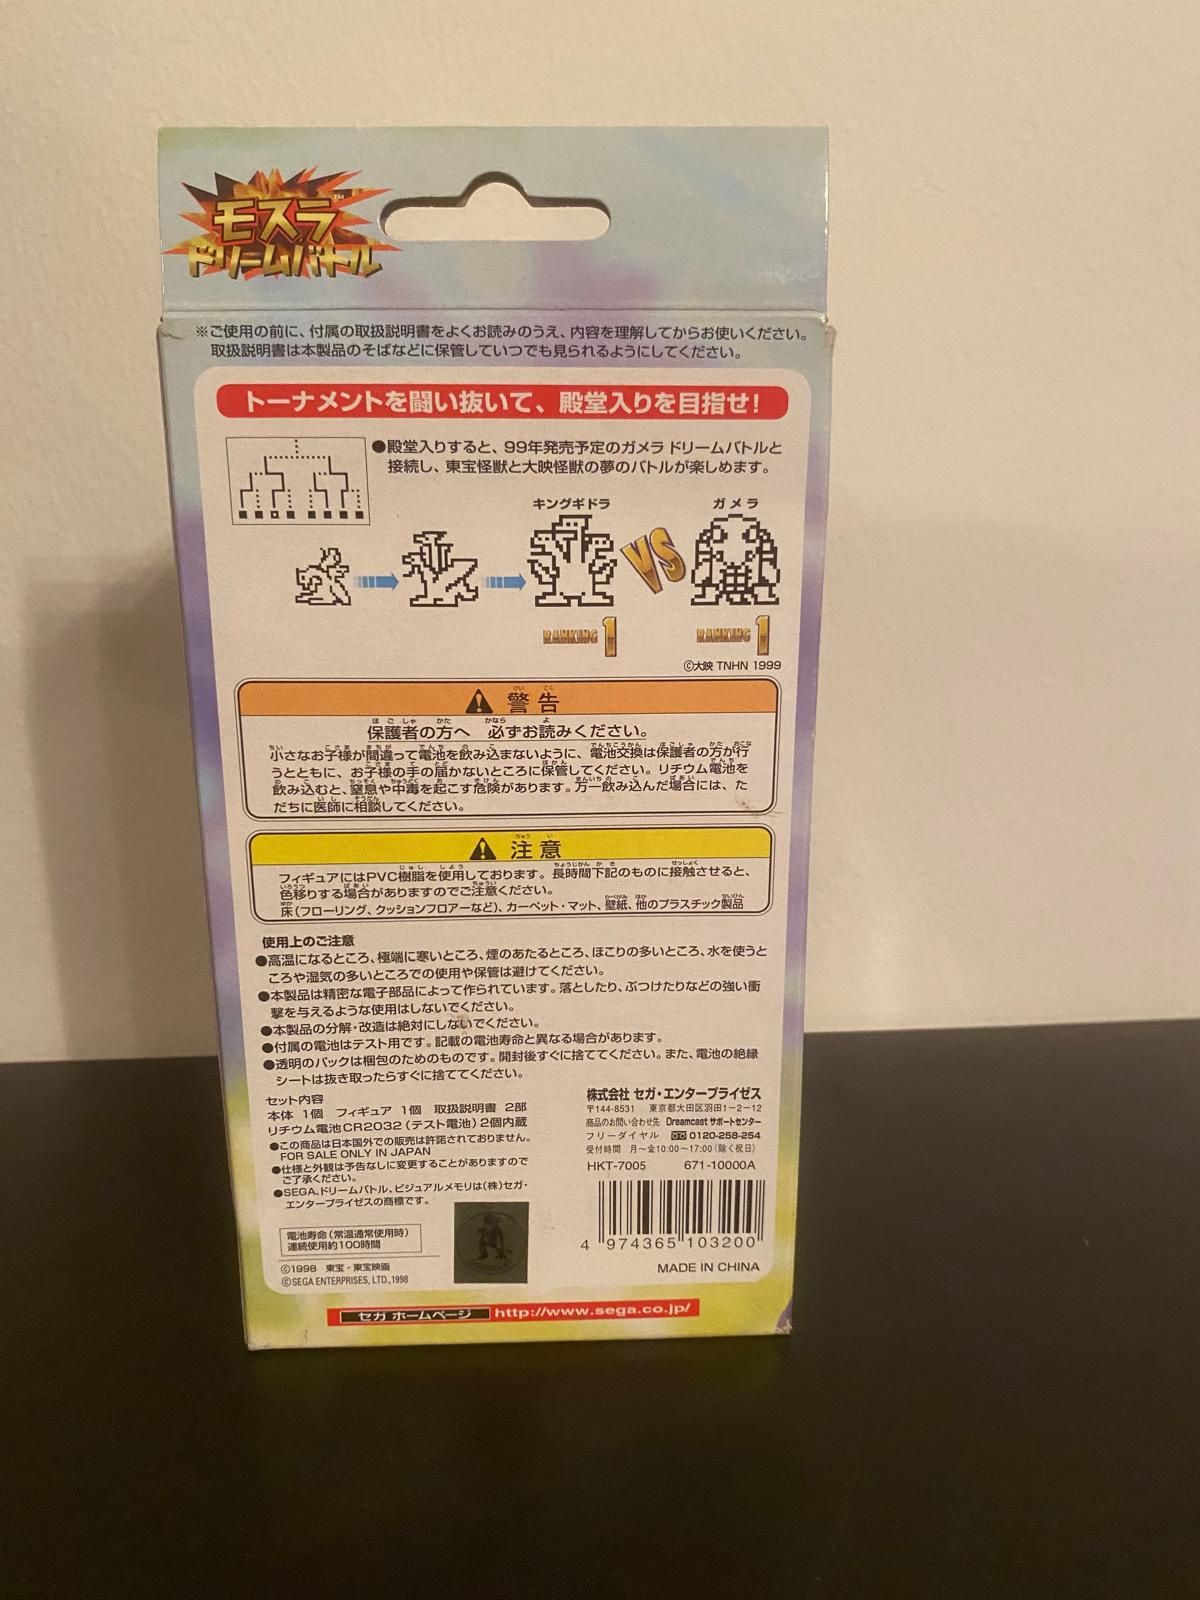 モスラ™
ドリームバトル
※ご使用の前に、付属の取扱説明書をよくお読みのうえ、内容を理解してからお使いください。
取扱説明書は本製品のそばなどに保管していつでも見られるようにしてください。
トーナメントを闘い抜いて、殿堂入りを目指せ!
●殿堂入りすると、99年発売予定のガメラ ドリームバトルと
接続し、東宝怪獣と大映怪獣の夢のバトルが楽しめます。
キングギドラ
ガメラ
VS
RANKING 1
RANKING 1
©大映 TNHN 1999
警告
保護者の方へ 必ずお読みください。
小さなお子様が間違って電池を飲み込まないように、電池交換は保護者の方が行
うとともに、お子様の手の届かないところに保管してください。リチウム電池を
飲み込むと、窒息や中毒を起こす危険があります。万一飲み込んだ場合には、た
だちに医師に相談してください。
注意
フィギュアにはPVC樹脂を使用しております。長時間下記のものに接触させると、
色移りする場合がありますのでご注意ください。
床(フローリング、クッションフロアーなど)、カーペット・マット、壁紙、他のプラスチック製品
使用上のご注意
●高温になるところ、極端に寒いところ、煙のあたるところ、ほこりの多いところ、水を使うと
ころや湿気の多いところでの使用や保管は避けてください。
●本製品は精密な電子部品によって作られています。落としたり、ぶつけたりなどの強い衝
撃を与えるような使用はしないでください。
●本製品の分解・改造は絶対にしないでください。
●付属の電池はテスト用です。記載の電池寿命と異なる場合があります。
●透明のパックは梱包のためのものです。開封後すぐに捨ててください。また、電池の絶縁
シートは抜き取ったらすぐに捨ててください。
セット内容
本体 1個 フィギュア 1個 取扱説明書 2部
リチウム電池CR2032(テスト電池)2個内蔵
●この商品は日本国外での販売は許諾されておりません。
FOR SALE ONLY IN JAPAN
●仕様と外観は予告なしに変更することがありますので
ご了承ください。
●SEGA、ドリームバトル、ビジュアルメモリは(株)セガ・
エンタープライゼスの商標です。
電池寿命(常温通常使用時)
連続使用約100時間
©1998 東宝・東宝映画
©SEGA ENTERPRISES, LTD.,1998
株式会社 セガ・エンタープライゼス
〒144-8531 東京都大田区羽田1-2-12
商品のお問い合わせ先 Dreamcast サポートセンター
フリーダイヤル 0120-258-254
受付時間 月〜金10:00〜17:00(除く祝日)
HKT-7005 671-10000A
4 974365 103200
MADE IN CHINA
セガ ホームページ http://www.sega.co.jp/